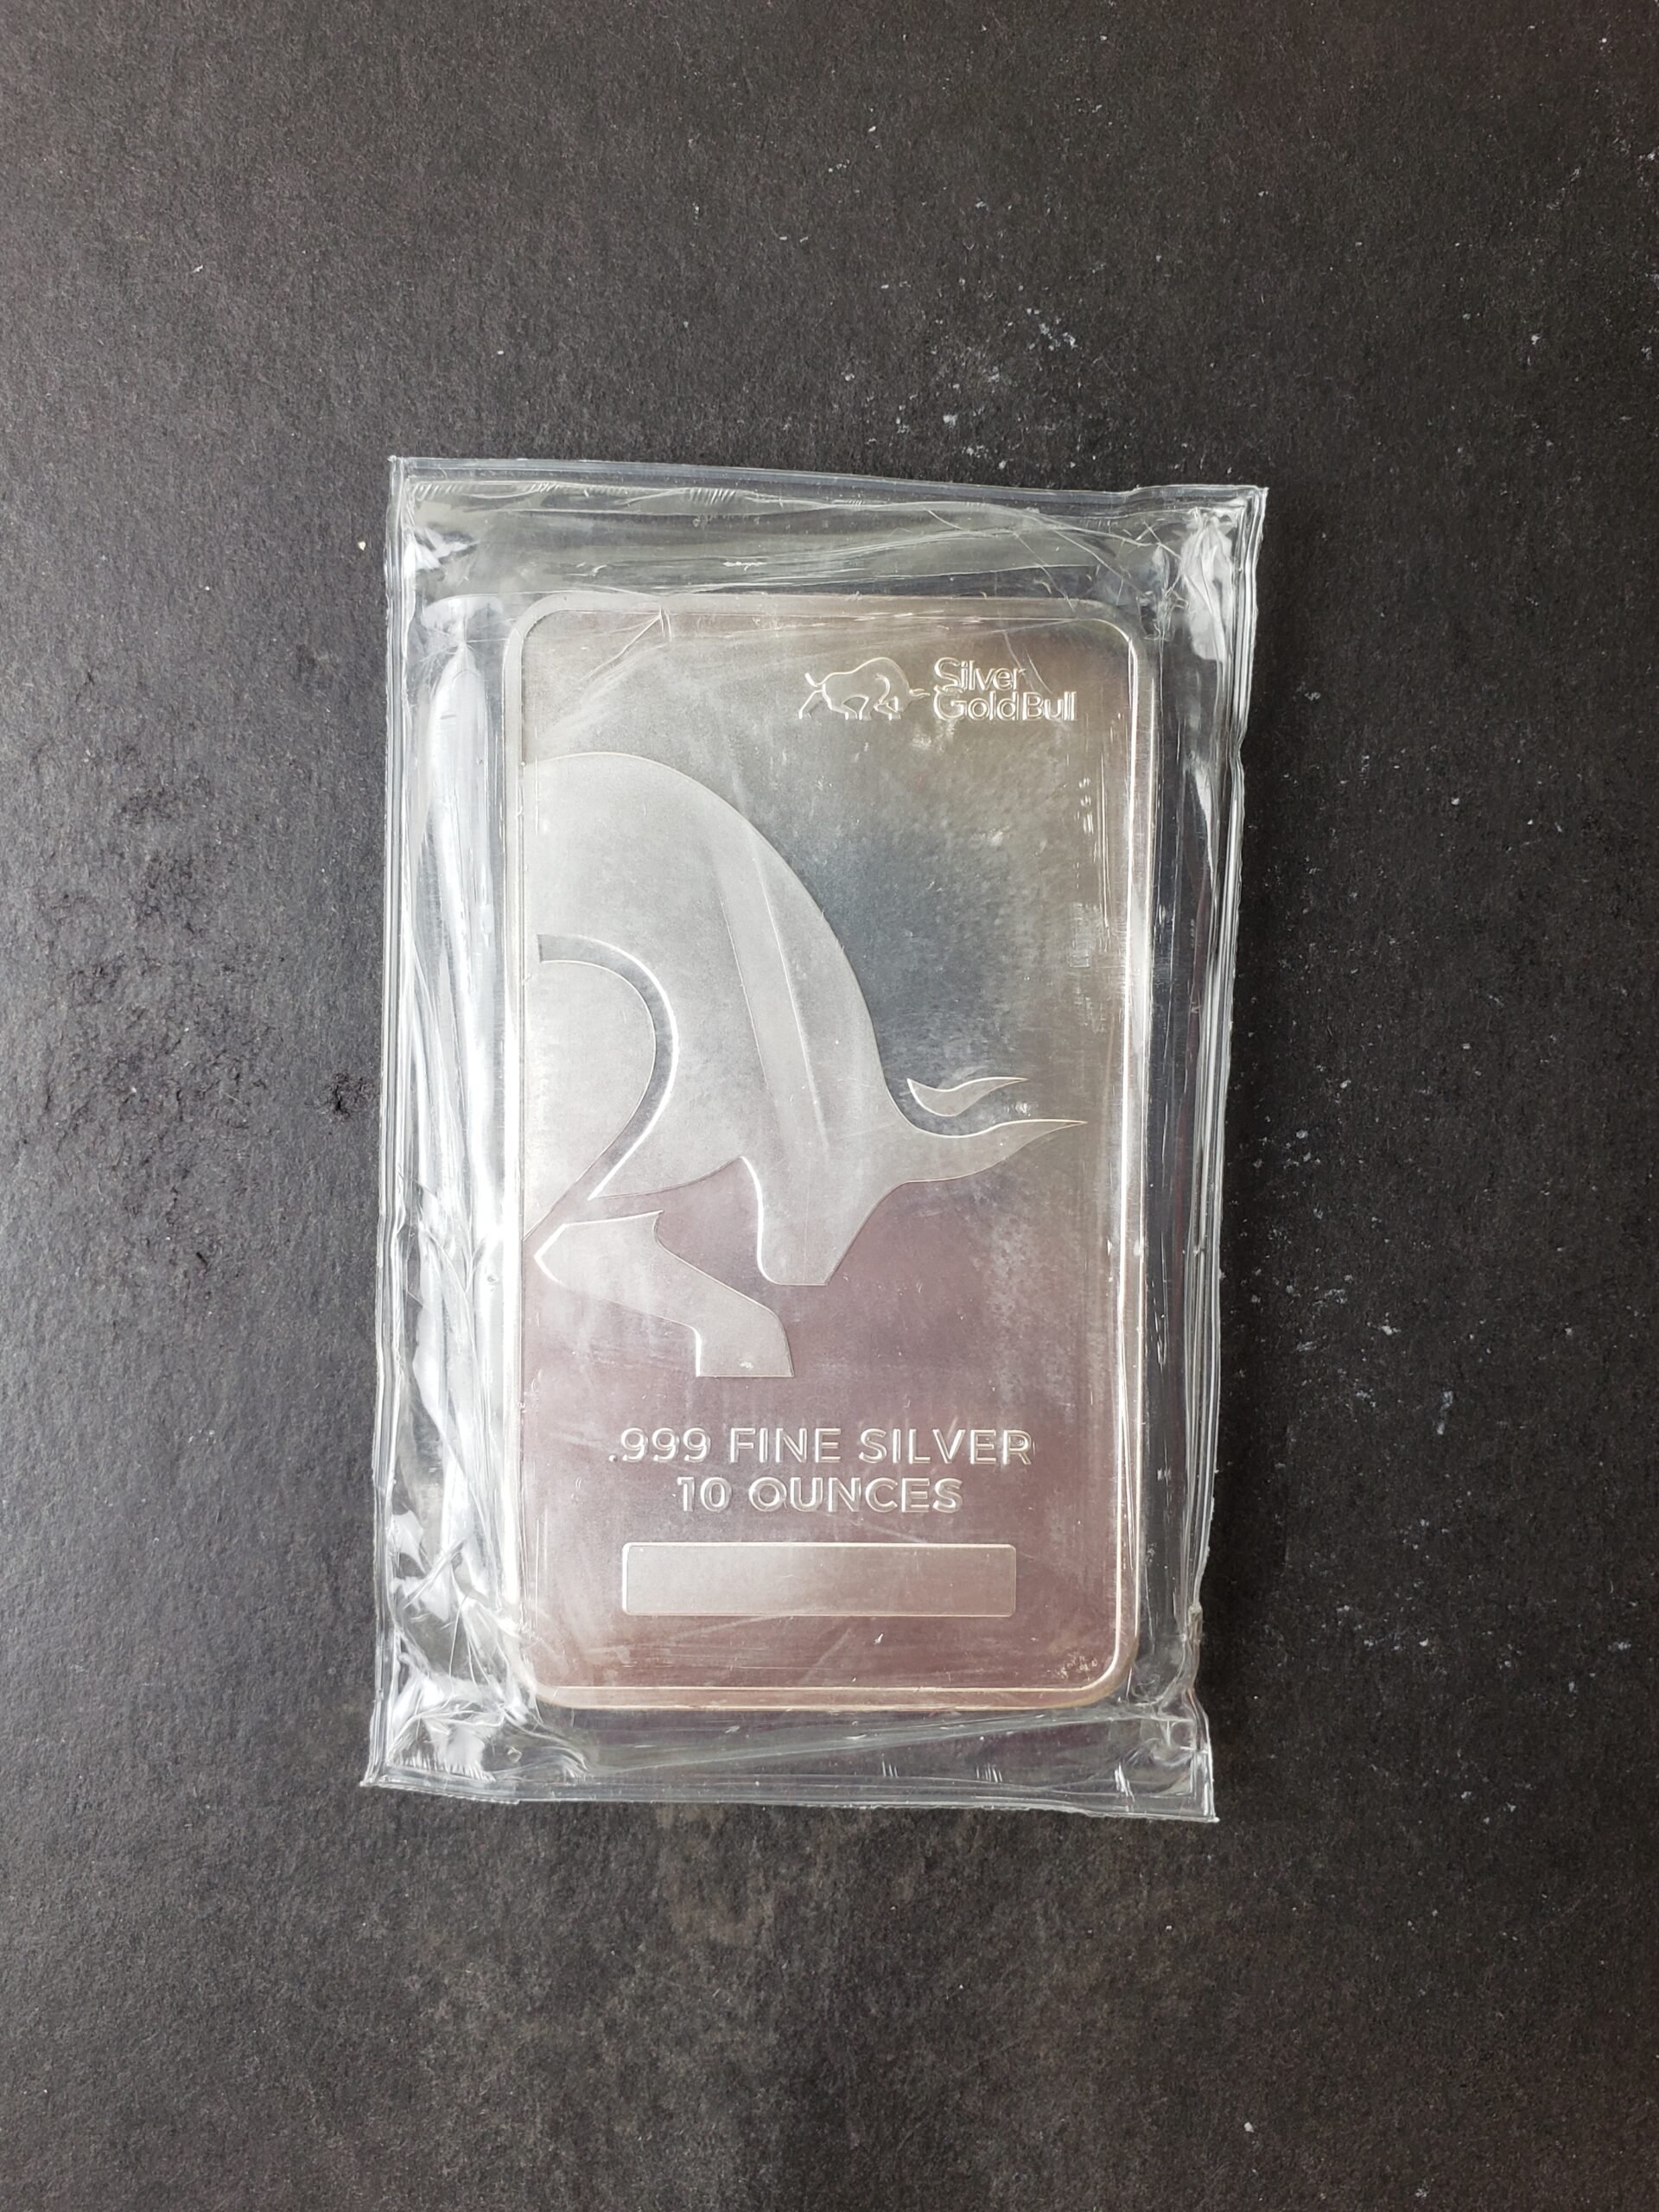 Silver
Gold Bull
.999 FINE SILVER
10 OUNCES